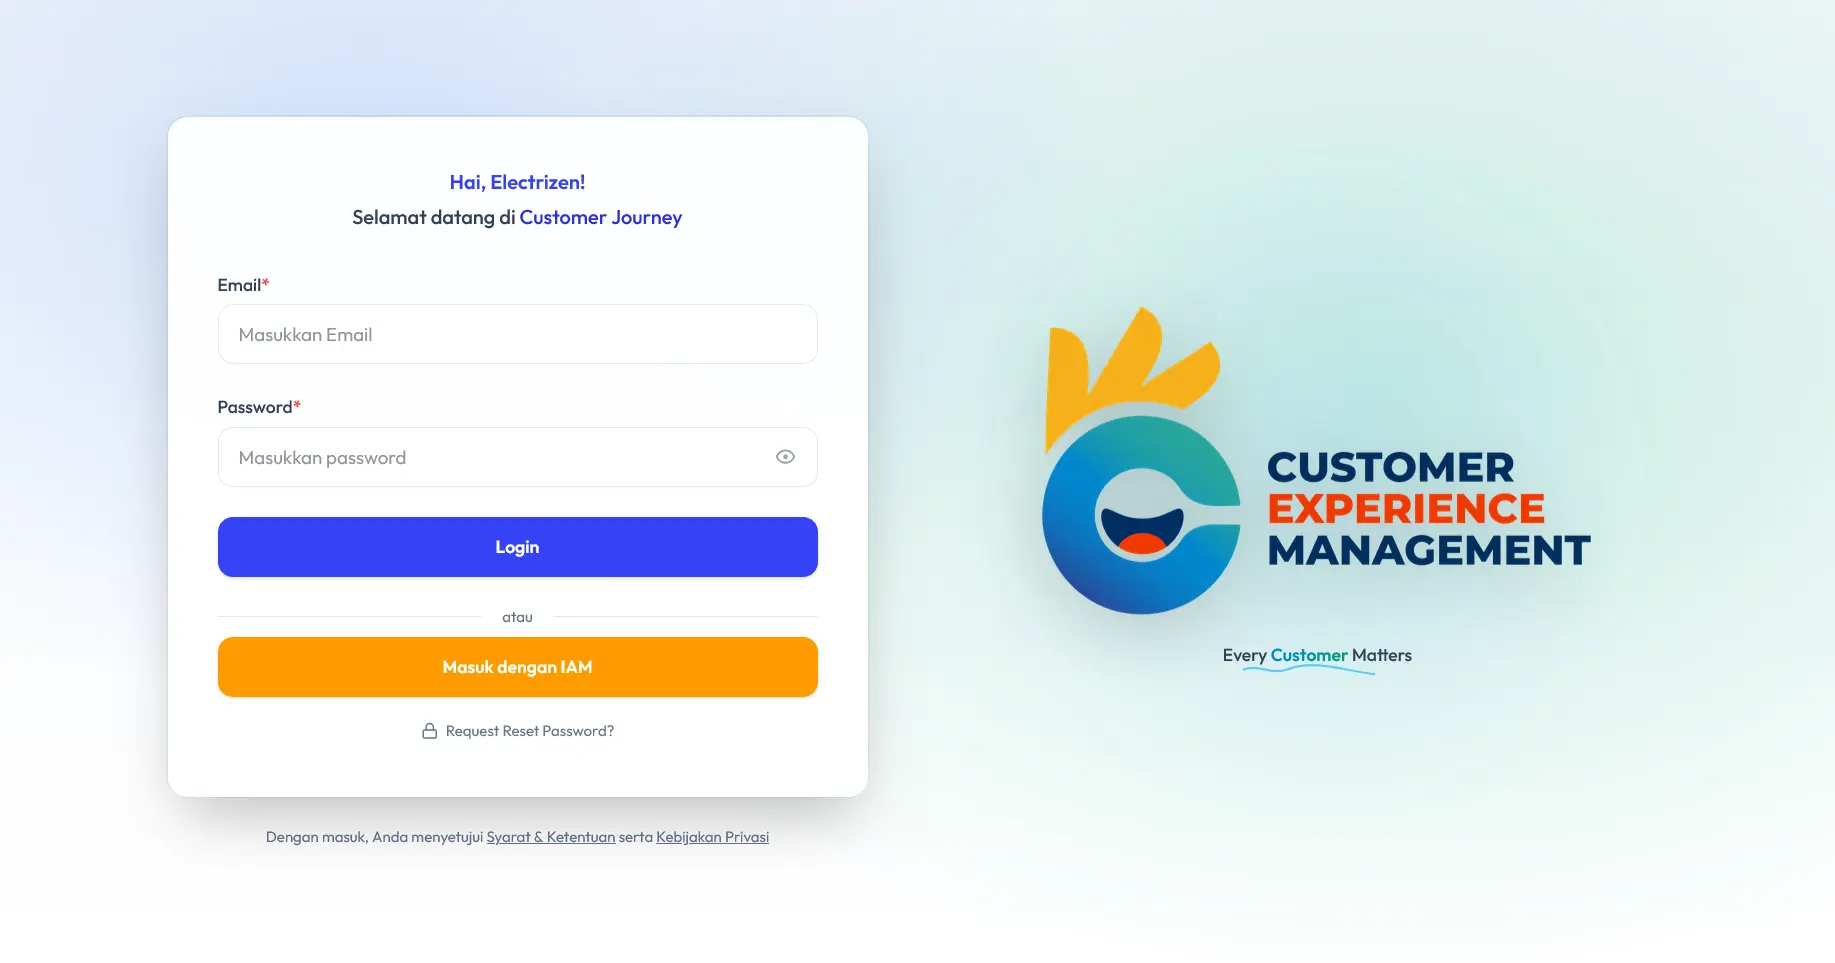 Hai, Electrizen!
Selamat datang di Customer Journey
Email*
Masukkan Email
Password*
Masukkan password
Login
atau
Masuk dengan IAM
Request Reset Password?
Dengan masuk, Anda menyetujui Syarat & Ketentuan serta Kebijakan Privasi
CUSTOMER
EXPERIENCE
MANAGEMENT
Every Customer Matters